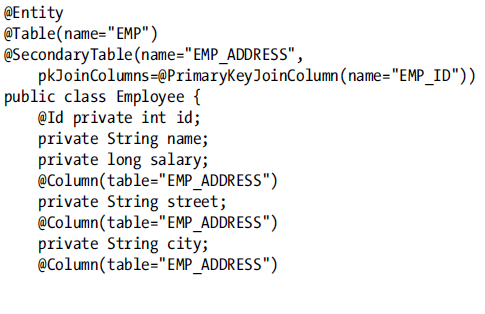 @Entity
@Table(name="EMP")
@SecondaryTable(name="EMP_ADDRESS",
    pkJoinColumns=@PrimaryKeyJoinColumn(name="EMP_ID"))
public class Employee {
    @Id private int id;
    private String name;
    private long salary;
    @Column(table="EMP_ADDRESS")
    private String street;
    @Column(table="EMP_ADDRESS")
    private String city;
    @Column(table="EMP_ADDRESS")